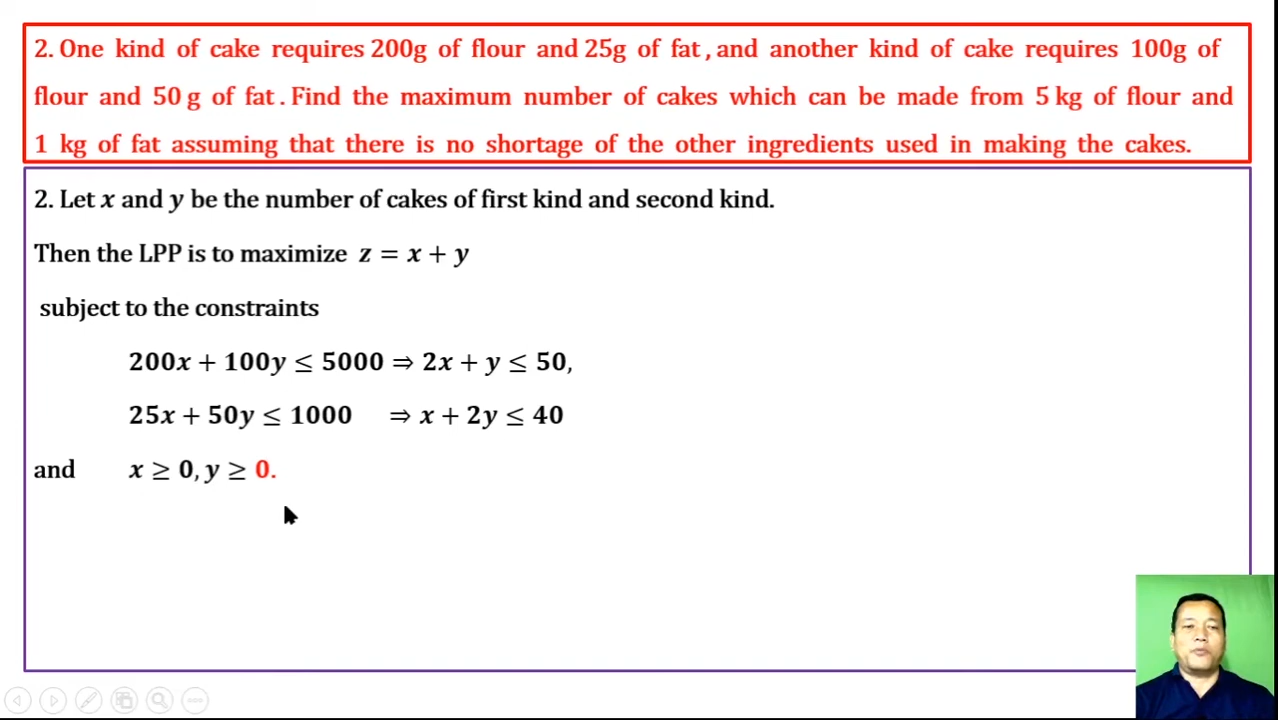 2. One kind of cake requires 200g of flour and 25g of fat, and another kind of cake requires 100g of
flour and 50 g of fat. Find the maximum number of cakes which can be made from 5 kg of flour and
1 kg of fat assuming that there is no shortage of the other ingredients used in making the cakes.
2. Let x and y be the number of cakes of first kind and second kind.
Then the LPP is to maximize z = x + y
subject to the constraints
200x + 100y ≤ 5000 ⇒ 2x + y ≤ 50,
25x + 50y ≤ 1000 ⇒ x + 2y ≤ 40
and x ≥ 0, y ≥ 0.